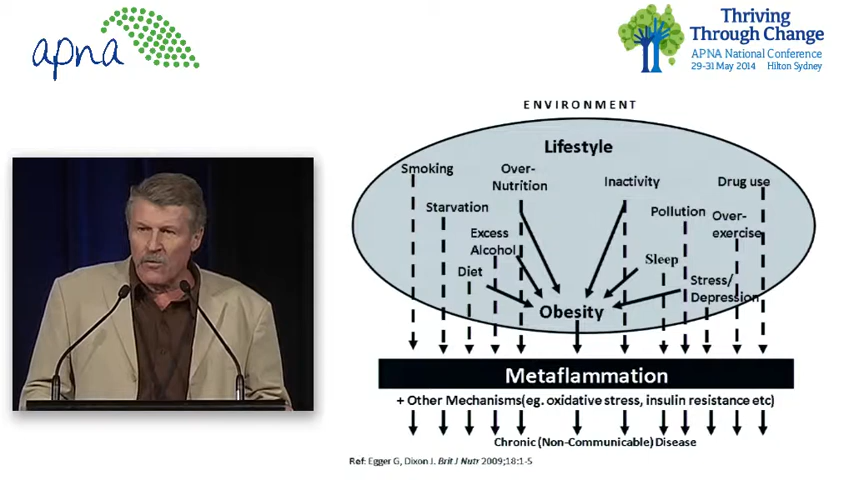 apna
Thriving
Through Change
APNA National Conference
29-31 May 2014 Hilton Sydney
ENVIRONMENT
Lifestyle
Smoking
Over-
Nutrition
Inactivity
Drug use
Starvation
Pollution
Over-
exercise
Excess
Alcohol
Sleep
Diet
Stress/
Depression
Obesity
Metaflammation
+ Other Mechanisms(eg. oxidative stress, insulin resistance etc)
Chronic (Non-Communicable) Disease
Ref: Egger G, Dixon J. Brit J Nutr 2009;18:1-5